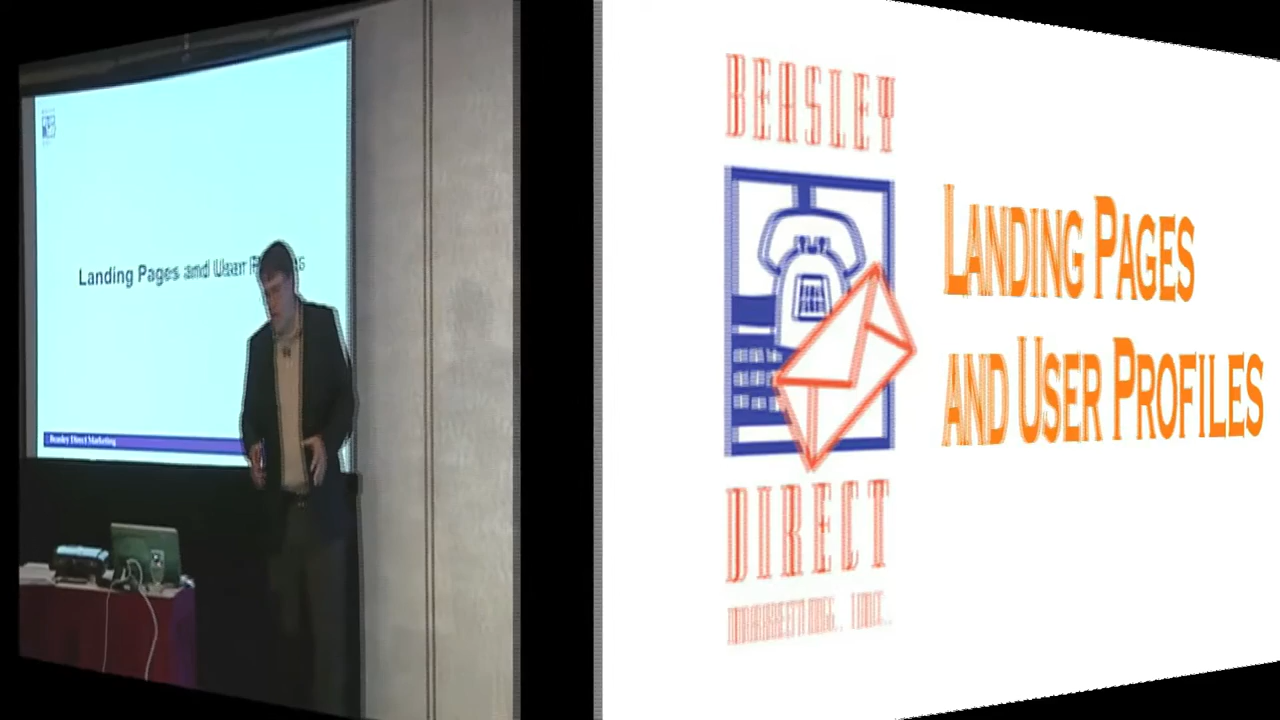 Landing Pages and User
Beasley Direct Marketing
BEASLEY
DIRECT
LANDING PAGES
AND USER PROFILES